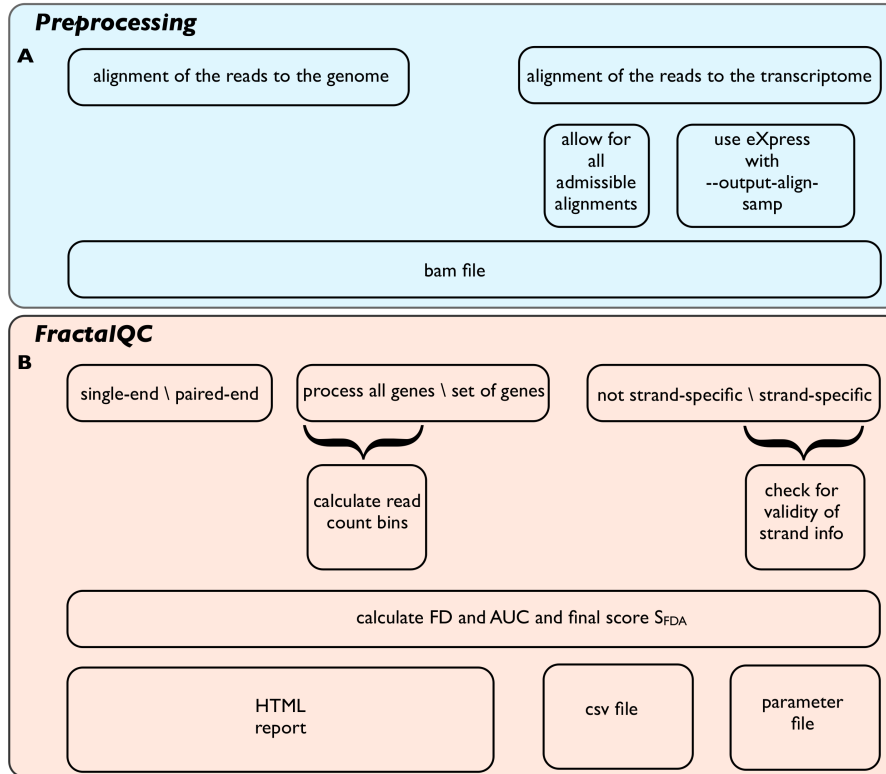 Preprocessing
A
alignment of the reads to the genome
alignment of the reads to the transcriptome
allow for
all
admissible
alignments
use eXpress
with
--output-align-
samp
bam file
FractalQC
B
single-end \ paired-end
process all genes \ set of genes
not strand-specific \ strand-specific
calculate read
count bins
check for
validity of
strand info
calculate FD and AUC and final score SFDA
HTML
report
csv file
parameter
file